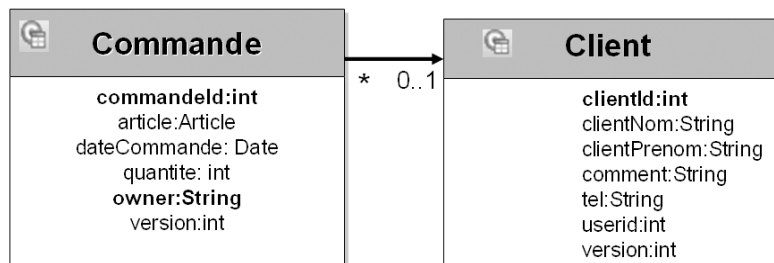 Commande
commandeId:int
article:Article
dateCommande: Date
quantite: int
owner:String
version:int
* 0..1
Client
clientId:int
clientNom:String
clientPrenom:String
comment:String
tel:String
userid:int
version:int